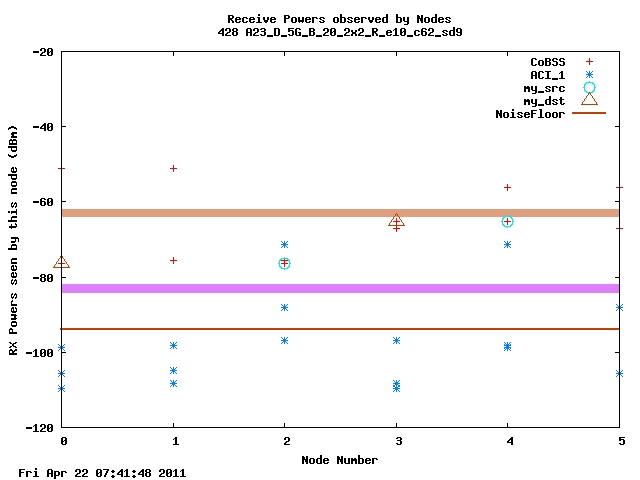 Receive Powers observed by Nodes
428 A23_D_5G_B_20_2x2_R_e10_c62_sd9
CoBSS
ACI_1
my_src
my_dst
NoiseFloor
-20
-40
-60
-80
-100
-120
RX Powers seen by this node (dBm)
0 1 2 3 4 5
Node Number
Fri Apr 22 07:41:48 2011